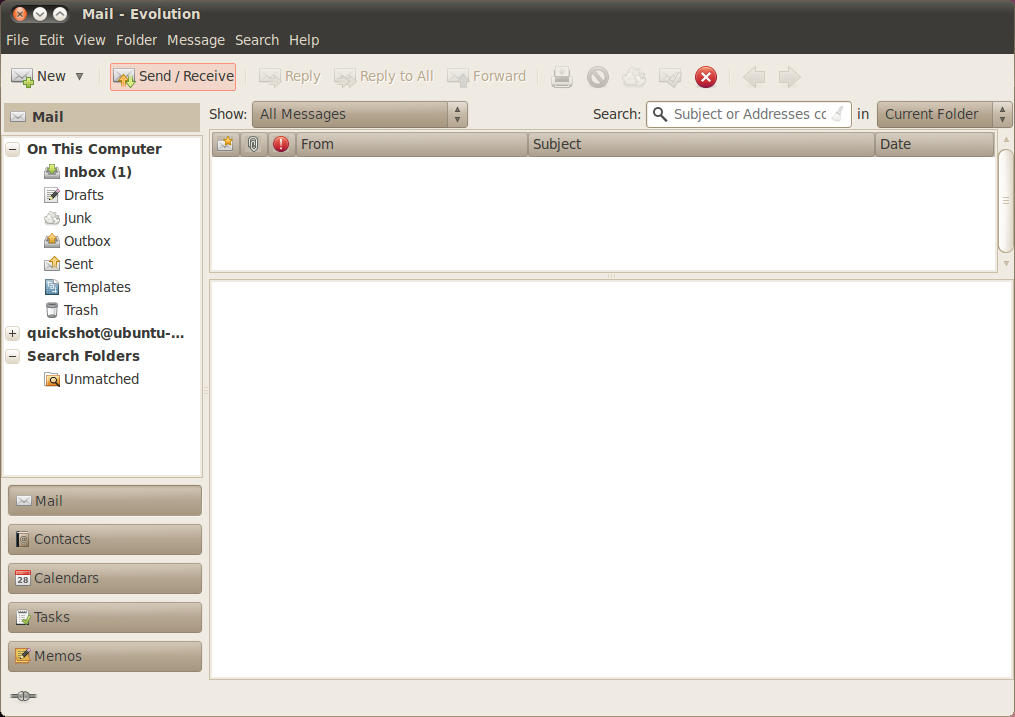 Mail - Evolution
File Edit View Folder Message Search Help
New Send / Receive Reply Reply to All Forward
Mail
Show: All Messages Search: Subject or Addresses cc in Current Folder
From Subject Date
On This Computer
Inbox (1)
Drafts
Junk
Outbox
Sent
Templates
Trash
quickshot@ubuntu-...
Search Folders
Unmatched
Mail
Contacts
28 Calendars
Tasks
Memos